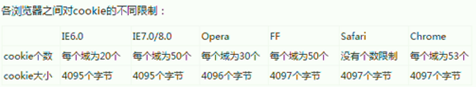 各浏览器之间对cookie的不同限制：
IE6.0 IE7.0/8.0 Opera FF Safari Chrome
cookie个数 每个域为20个 每个域为50个 每个域为30个 每个域为50个 没有个数限制 每个域为53个
cookie大小 4095个字节 4095个字节 4096个字节 4097个字节 4097个字节 4097个字节